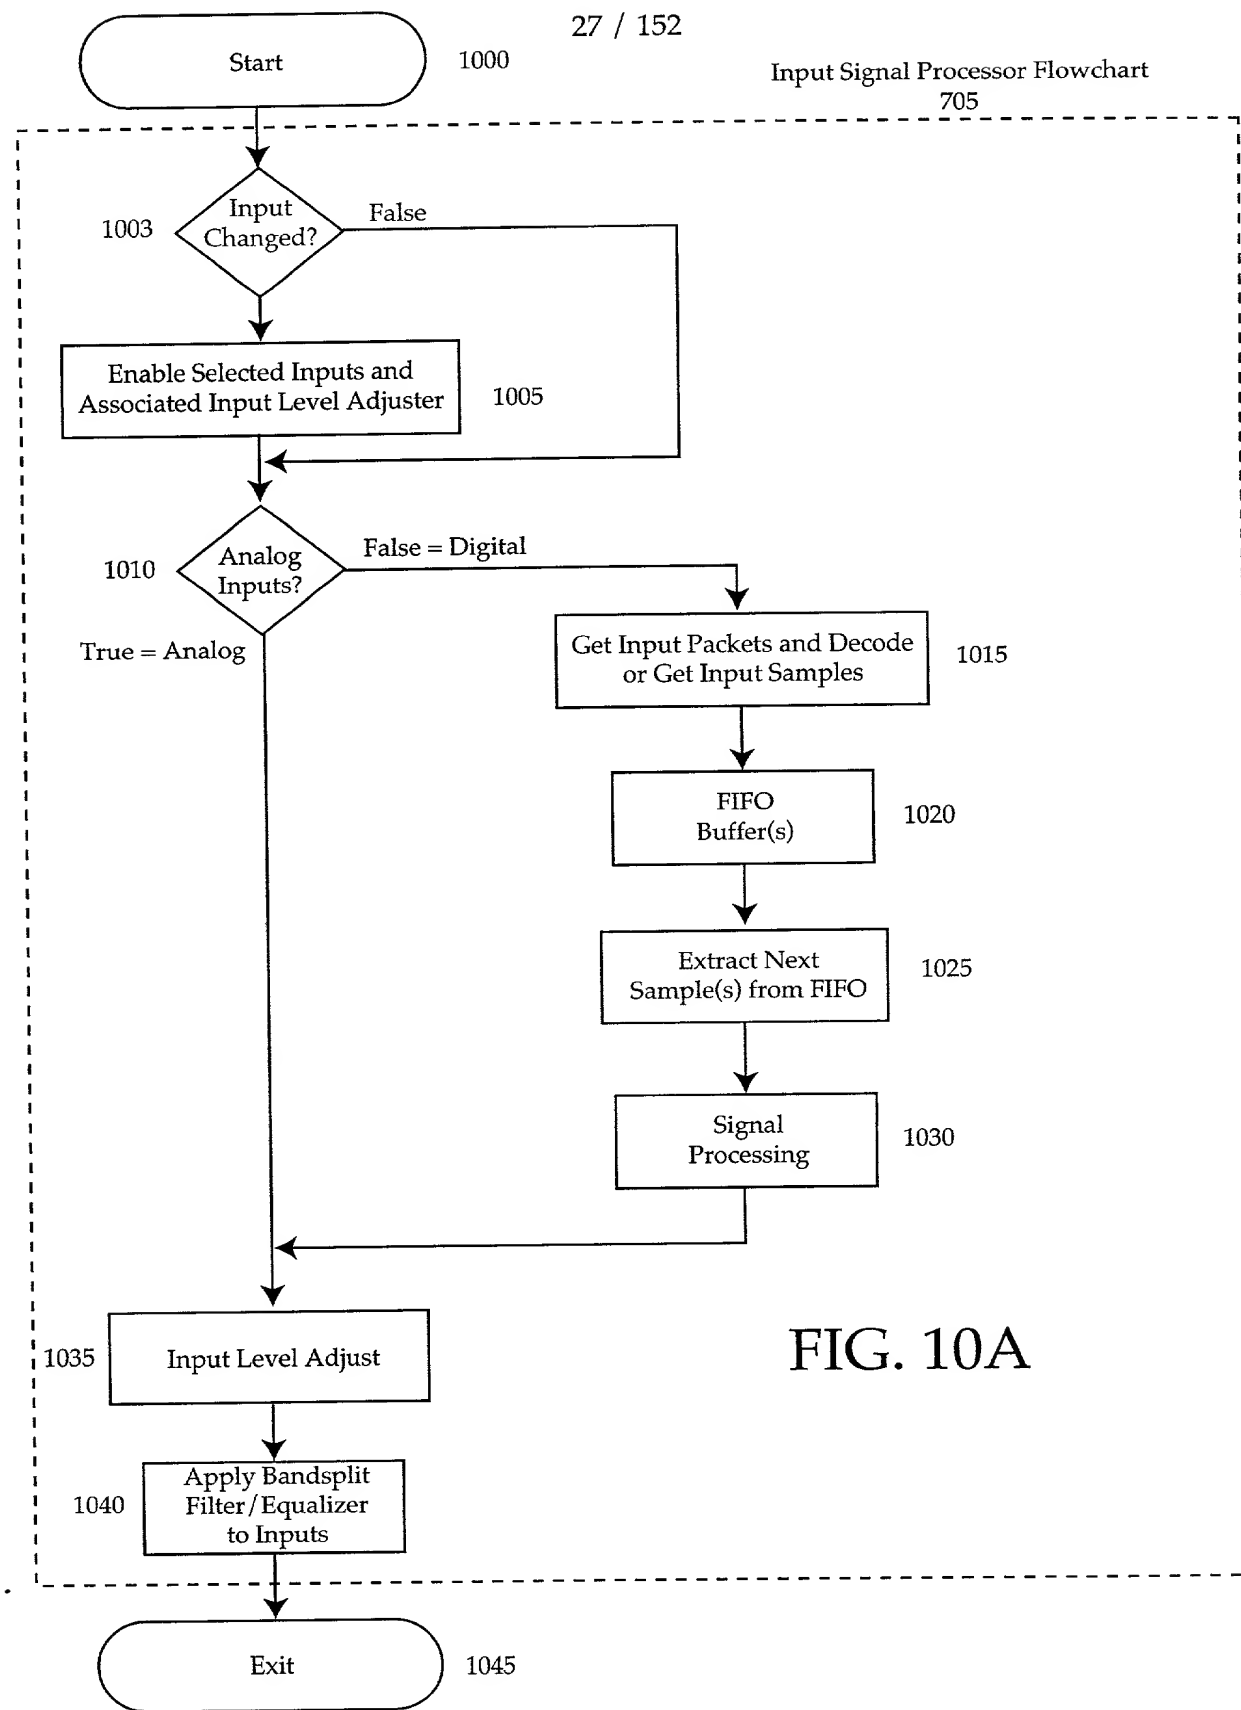 27 / 152
Start
1000
Input Signal Processor Flowchart
705
1003
Input
Changed?
False
Enable Selected Inputs and
Associated Input Level Adjuster
1005
1010
Analog
Inputs?
False = Digital
True = Analog
Get Input Packets and Decode
or Get Input Samples
1015
FIFO
Buffer(s)
1020
Extract Next
Sample(s) from FIFO
1025
Signal
Processing
1030
1035
Input Level Adjust
FIG. 10A
1040
Apply Bandsplit
Filter/Equalizer
to Inputs
Exit
1045